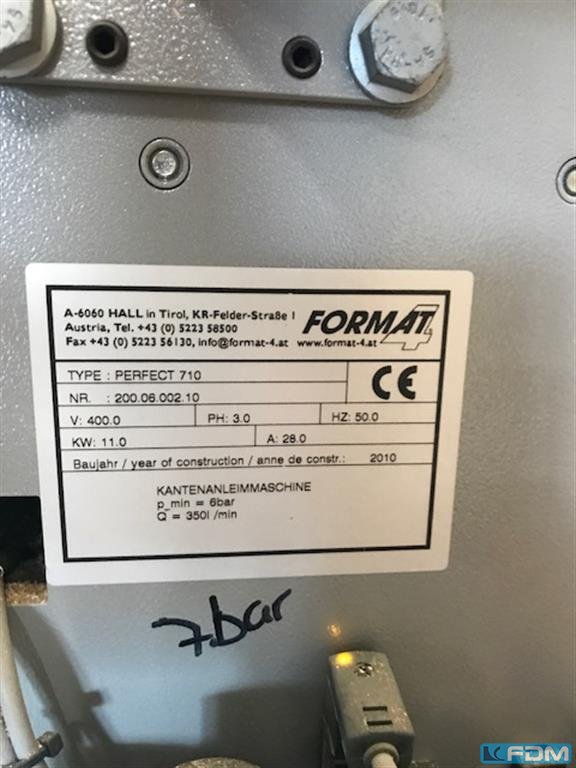 A-6060 HALL in Tirol, KR-Felder-Straße 1
Austria, Tel. +43 (0) 5223 58500
Fax +43 (0) 5223 56130, info@format-4.at www.format-4.at
FORMAT 4
TYPE : PERFECT 710
CE
NR. : 200.06.002.10
V: 400.0 PH: 3.0 HZ: 50.0
KW: 11.0 A: 28.0
Baujahr / year of construction / anne de constr.: 2010
KANTENANLEIMMASCHINE
p_min = 6bar
Q = 350l /min
7bar
FDM